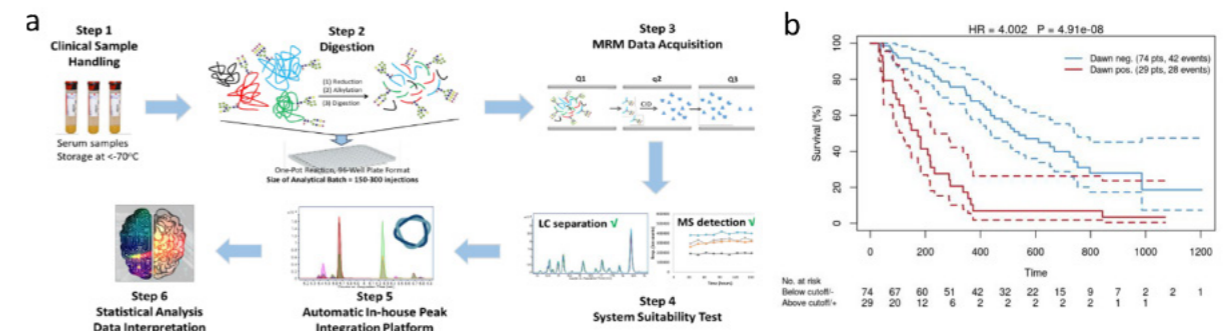 a
Step 1
Clinical Sample
Handling
Serum samples
Storage at <-70°C
Step 2
Digestion
(1) Reduction
(2) Alkylation
(3) Digestion
One-Pot Reaction, 96-Well Plate Format
Size of Analytical Batch = 150-300 injections
Step 3
MRM Data Acquisition
Q1
q2
Q3
CID
LC separation √
MS detection √
Step 4
System Suitability Test
Step 5
Automatic In-house Peak
Integration Platform
Step 6
Statistical Analysis
Data Interpretation
b
HR = 4.002 P = 4.91e-08
Dawn neg. (74 pts, 42 events)
Dawn pos. (29 pts, 28 events)
Survival (%)
100
80
60
40
20
0
0 200 400 600 800 1000 1200
Time
No. at risk
Below cutoff/- 74 67 60 51 42 32 22 15 9 7 2 2 1
Above cutoff/+ 29 20 12 6 2 2 2 2 2 1 1